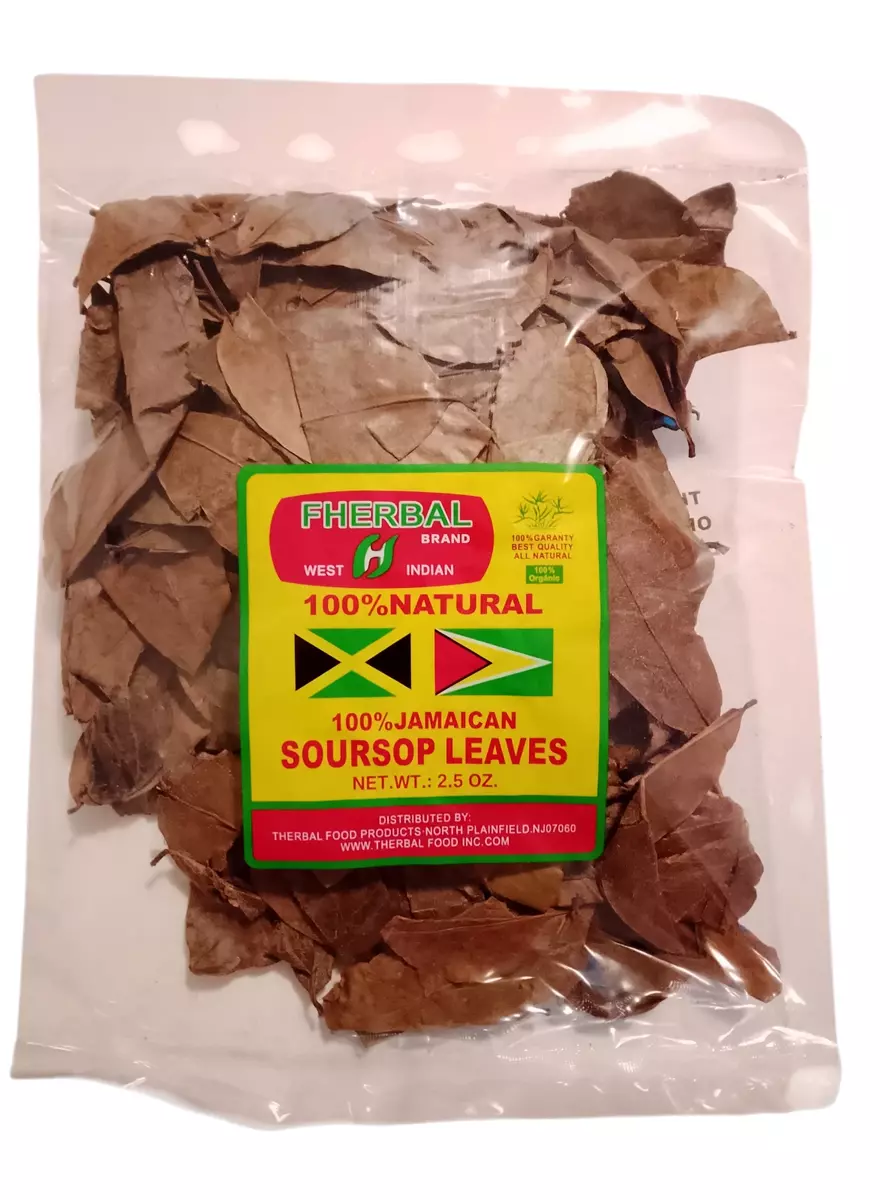 FHERBAL
BRAND
WEST H INDIAN
100%GARANTY
BEST QUALITY
ALL NATURAL
100%
Orgánic
100%NATURAL
100%JAMAICAN
SOURSOP LEAVES
NET.WT.: 2.5 OZ.
DISTRIBUTED BY:
THERBAL FOOD PRODUCTS·NORTH PLAINFIELD.NJ07060
WWW.THERBAL FOOD INC.COM